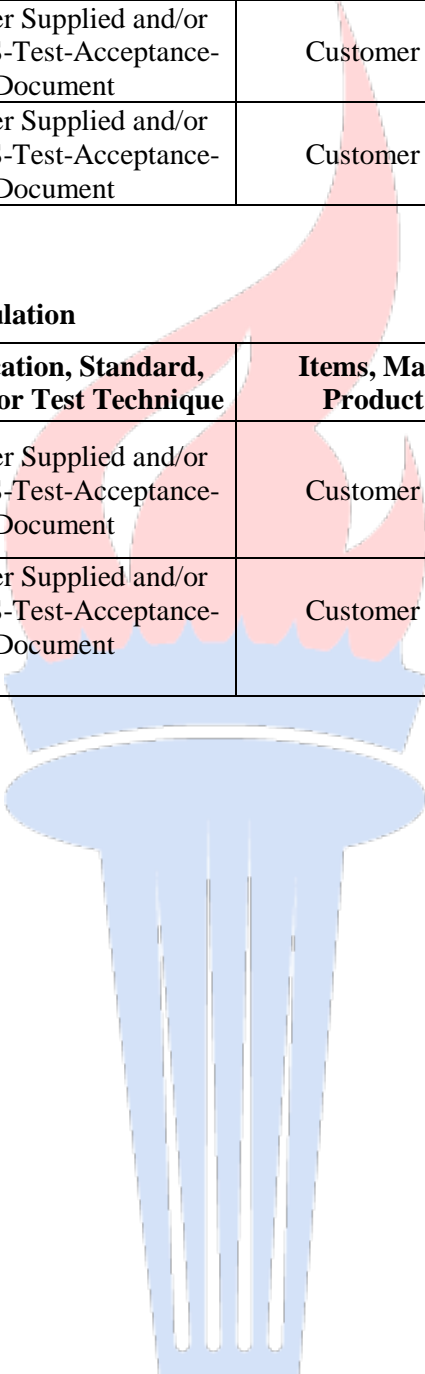 er Supplied and/or
S-Test-Acceptance- Customer
Document
er Supplied and/or
S-Test-Acceptance- Customer
Document
ulation
cation, Standard, Items, Ma
or Test Technique Product
er Supplied and/or
S-Test-Acceptance- Customer
Document
er Supplied and/or
S-Test-Acceptance- Customer
Document